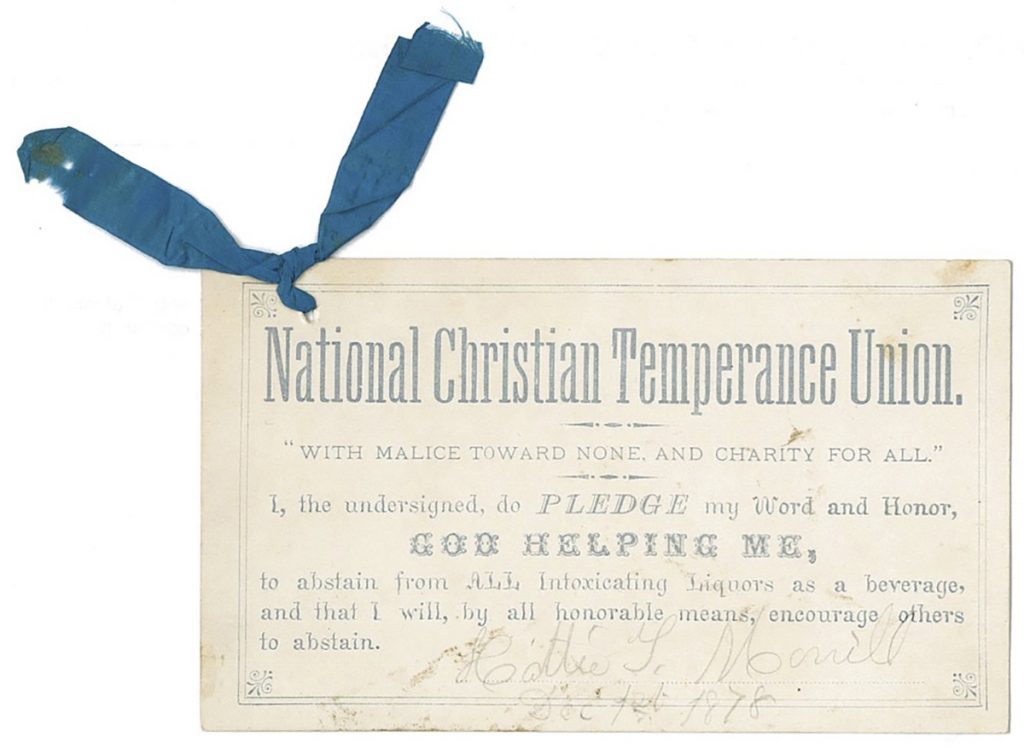 National Christian Temperance Union.
"WITH MALICE TOWARD NONE, AND CHARITY FOR ALL."
I, the undersigned, do PLEDGE my Word and Honor,
GOD HELPING ME,
to abstain from ALL Intoxicating Liquors as a beverage,
and that I will, by all honorable means, encourage others
to abstain.
Hattie Morrill
Dec 1st 1878